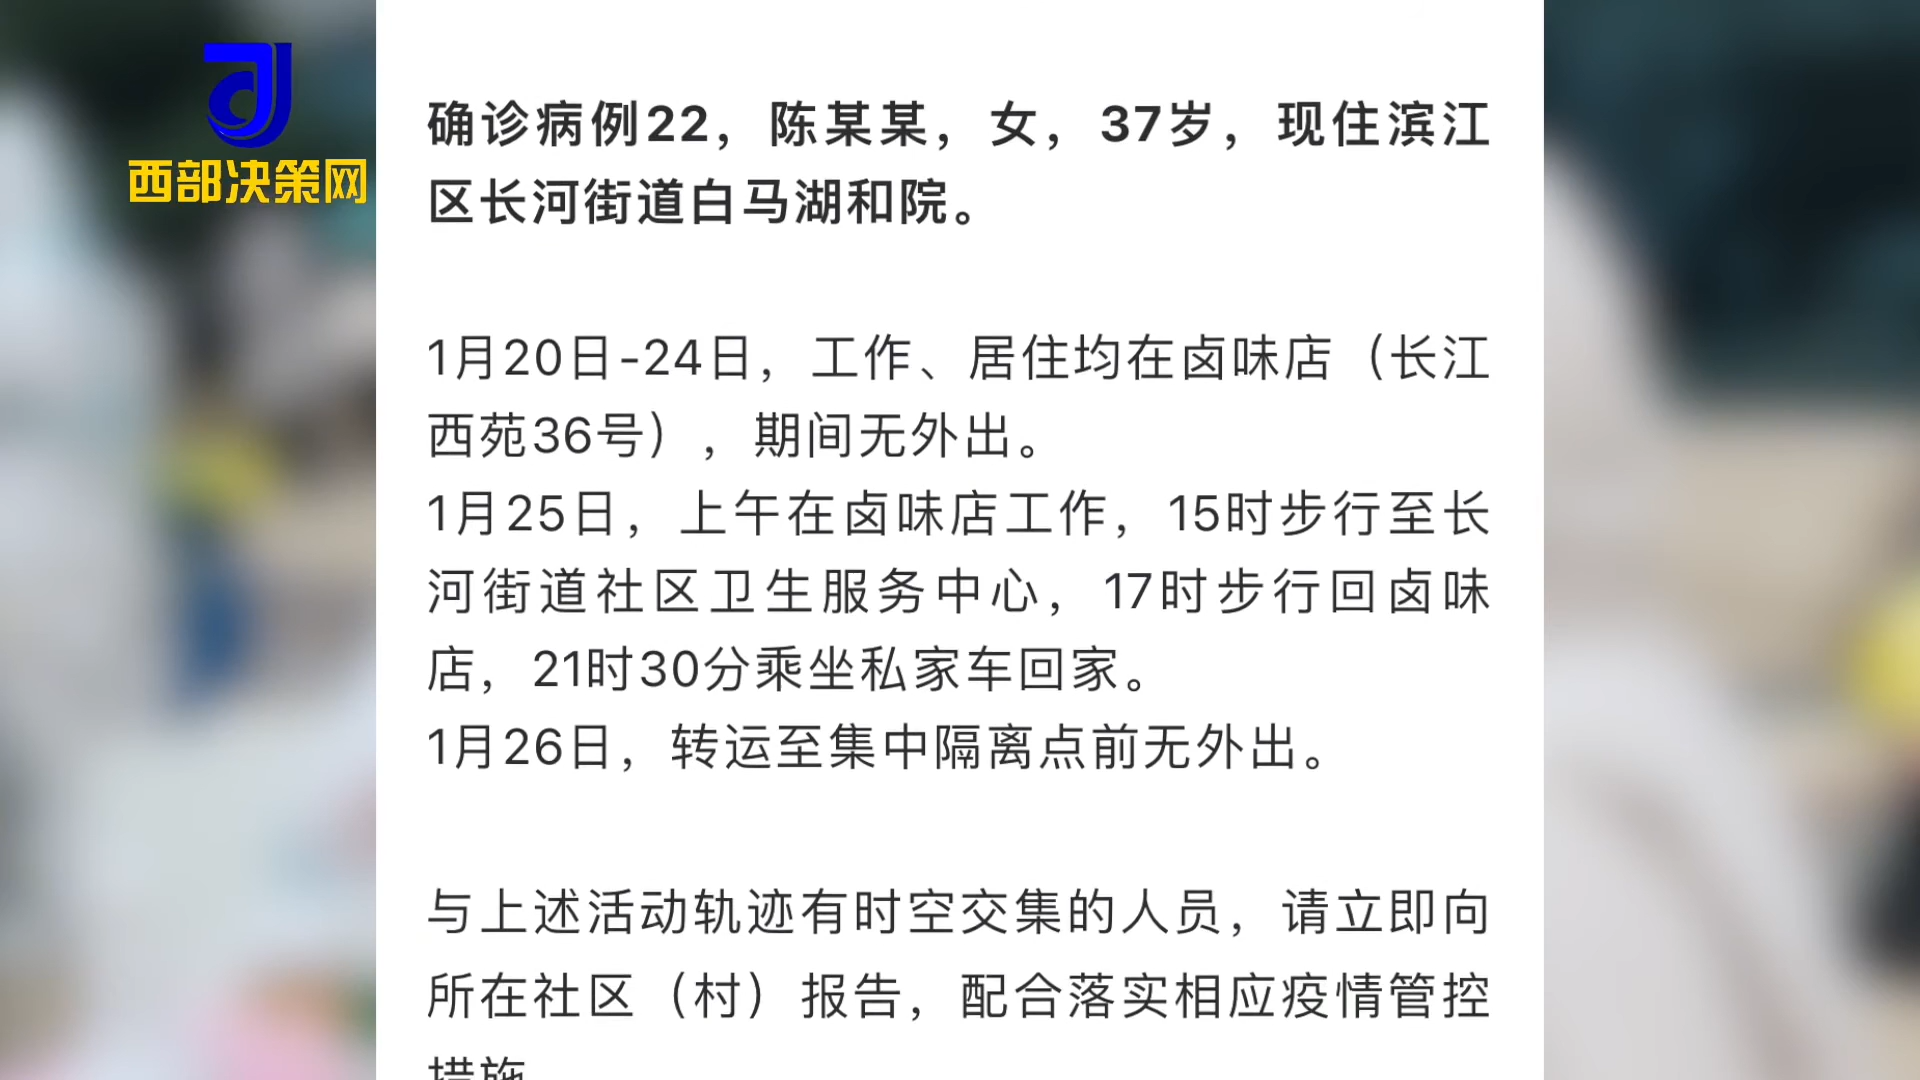 西部决策网
确诊病例22，陈某某，女，37岁，现住滨江
区长河街道白马湖和院。
1月20日-24日，工作、居住均在卤味店（长江
西苑36号），期间无外出。
1月25日，上午在卤味店工作，15时步行至长
河街道社区卫生服务中心，17时步行回卤味
店，21时30分乘坐私家车回家。
1月26日，转运至集中隔离点前无外出。
与上述活动轨迹有时空交集的人员，请立即向
所在社区（村）报告，配合落实相应疫情管控
措施